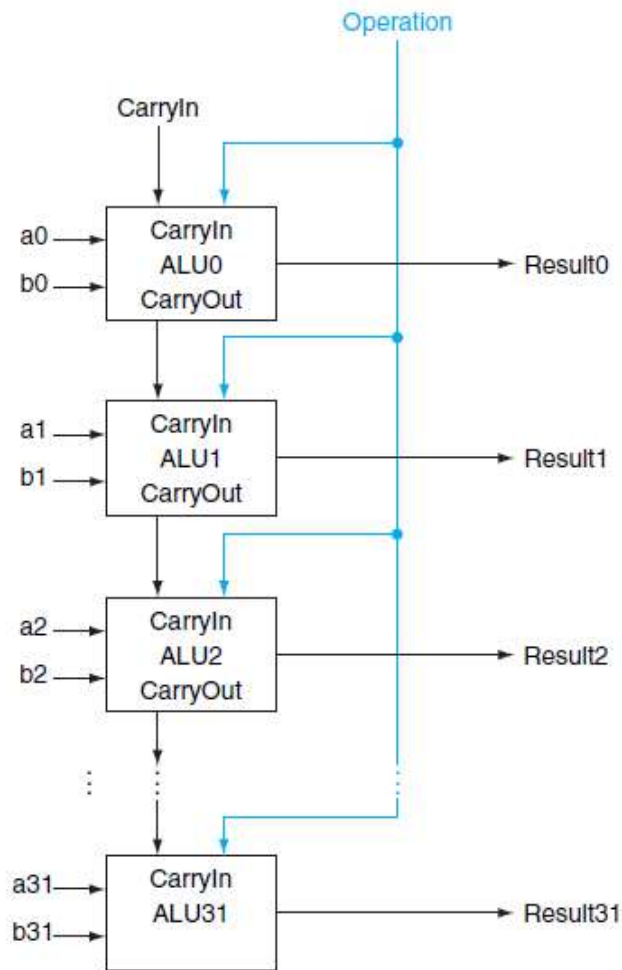 Operation
CarryIn
a0
b0
CarryIn
ALU0
CarryOut
Result0
a1
b1
CarryIn
ALU1
CarryOut
Result1
a2
b2
CarryIn
ALU2
CarryOut
Result2
a31
b31
CarryIn
ALU31
Result31